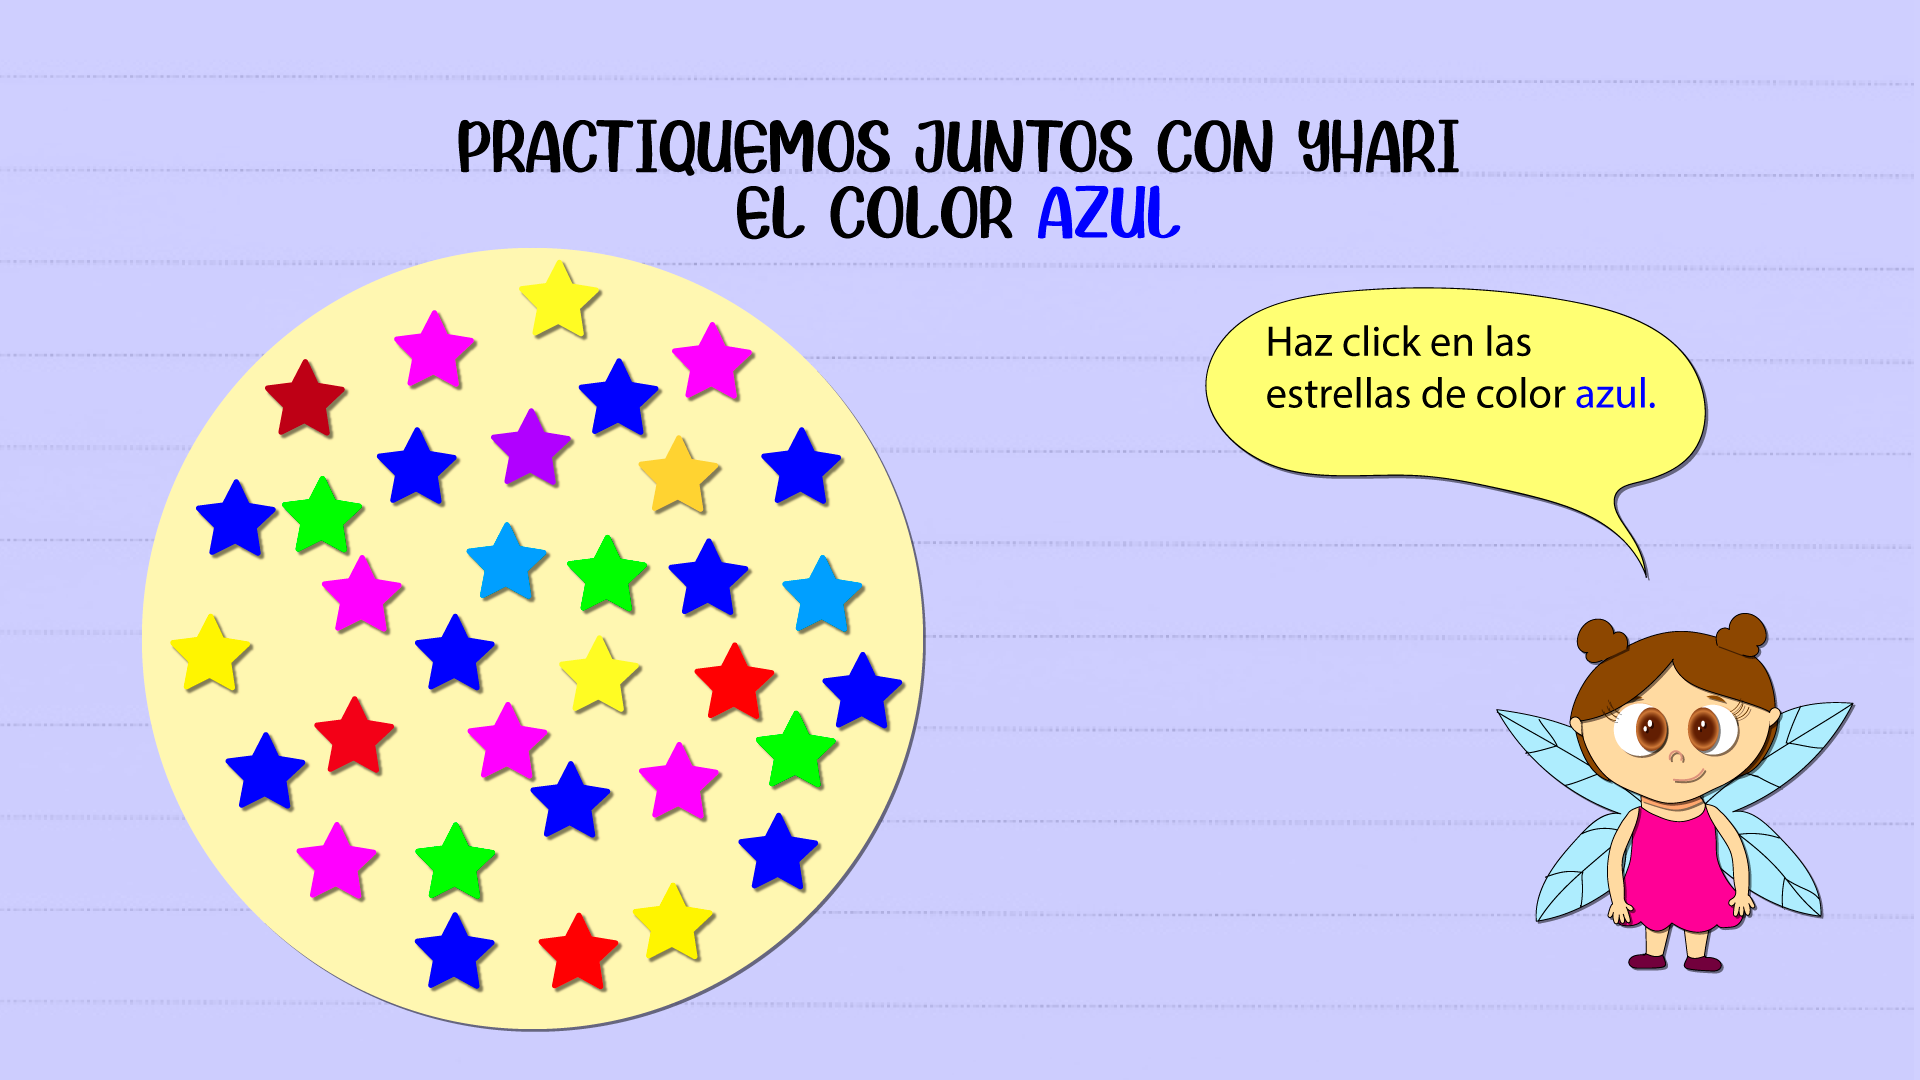 PRACTIQUEMOS JUNTOS CON YHARI
EL COLOR AZUL
Haz click en las
estrellas de color azul.